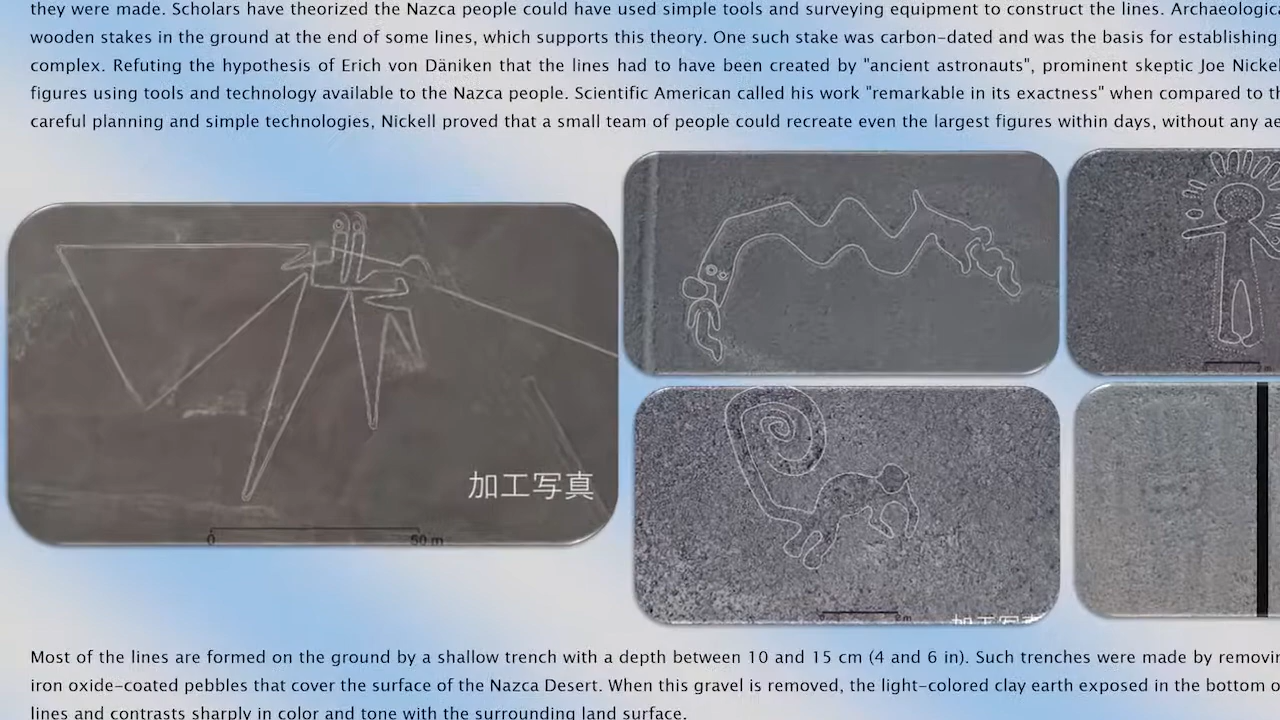 they were made. Scholars have theorized the Nazca people could have used simple tools and surveying equipment to construct the lines. Archaeologica
wooden stakes in the ground at the end of some lines, which supports this theory. One such stake was carbon-dated and was the basis for establishing
complex. Refuting the hypothesis of Erich von Däniken that the lines had to have been created by "ancient astronauts", prominent skeptic Joe Nickel
figures using tools and technology available to the Nazca people. Scientific American called his work "remarkable in its exactness" when compared to th
careful planning and simple technologies, Nickell proved that a small team of people could recreate even the largest figures within days, without any ae
加工写真
0 50 m
加工写真
Most of the lines are formed on the ground by a shallow trench with a depth between 10 and 15 cm (4 and 6 in). Such trenches were made by removin
iron oxide-coated pebbles that cover the surface of the Nazca Desert. When this gravel is removed, the light-colored clay earth exposed in the bottom o
lines and contrasts sharply in color and tone with the surrounding land surface.